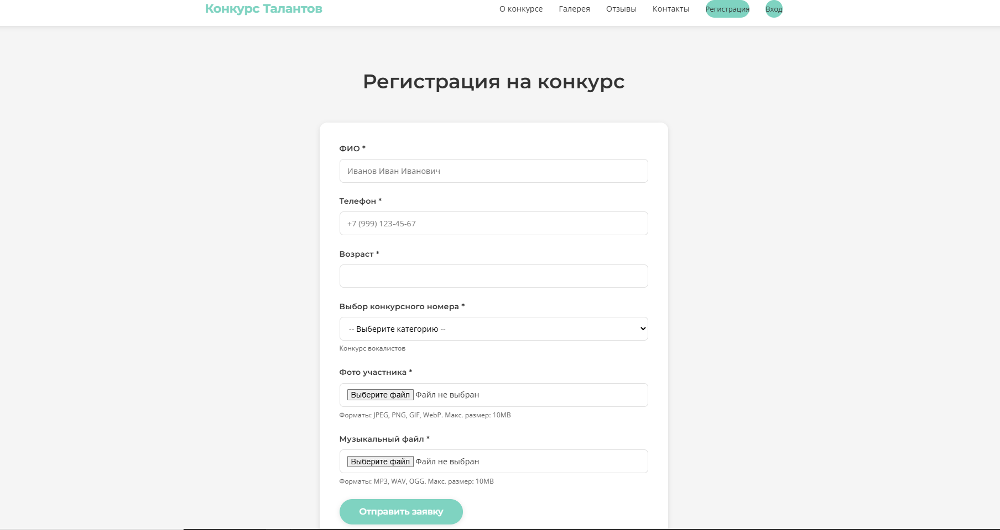 Конкурс Талантов О конкурсе Галерея Отзывы Контакты Регистрация Вход
Регистрация на конкурс
ФИО *
Иванов Иван Иванович
Телефон *
+7 (999) 123-45-67
Возраст *
Выбор конкурсного номера *
-- Выберите категорию --
Конкурс вокалистов
Фото участника *
Выберите файл Файл не выбран
Форматы: JPEG, PNG, GIF, WebP. Макс. размер: 10MB
Музыкальный файл *
Выберите файл Файл не выбран
Форматы: MP3, WAV, OGG. Макс. размер: 10MB
Отправить заявку